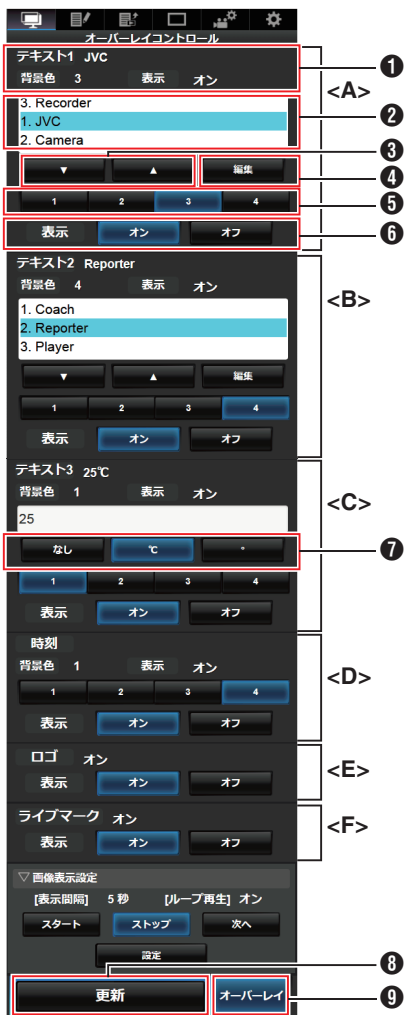 オーバーレイコントロール
テキスト1 JVC ❶
背景色 3 表示 オン <A>
3. Recorder
1. JVC ❷
2. Camera
❸
▼ ▲ 編集 ❹
1 2 3 4 ❺
表示 オン オフ ❻
テキスト2 Reporter
背景色 4 表示 オン
1. Coach <B>
2. Reporter
3. Player
▼ ▲ 編集
1 2 3 4
表示 オン オフ
テキスト3 25℃
背景色 1 表示 オン <C>
25
なし ℃ ° ❼
1 2 3 4
表示 オン オフ
時刻
背景色 1 表示 オン <D>
1 2 3 4
表示 オン オフ
ロゴ オン <E>
表示 オン オフ
ライブマーク オン <F>
表示 オン オフ
▽ 画像表示設定
[表示間隔] 5 秒 [ループ再生] オン
スタート ストップ 次へ
設定 ❽
更新 オーバーレイ ❾